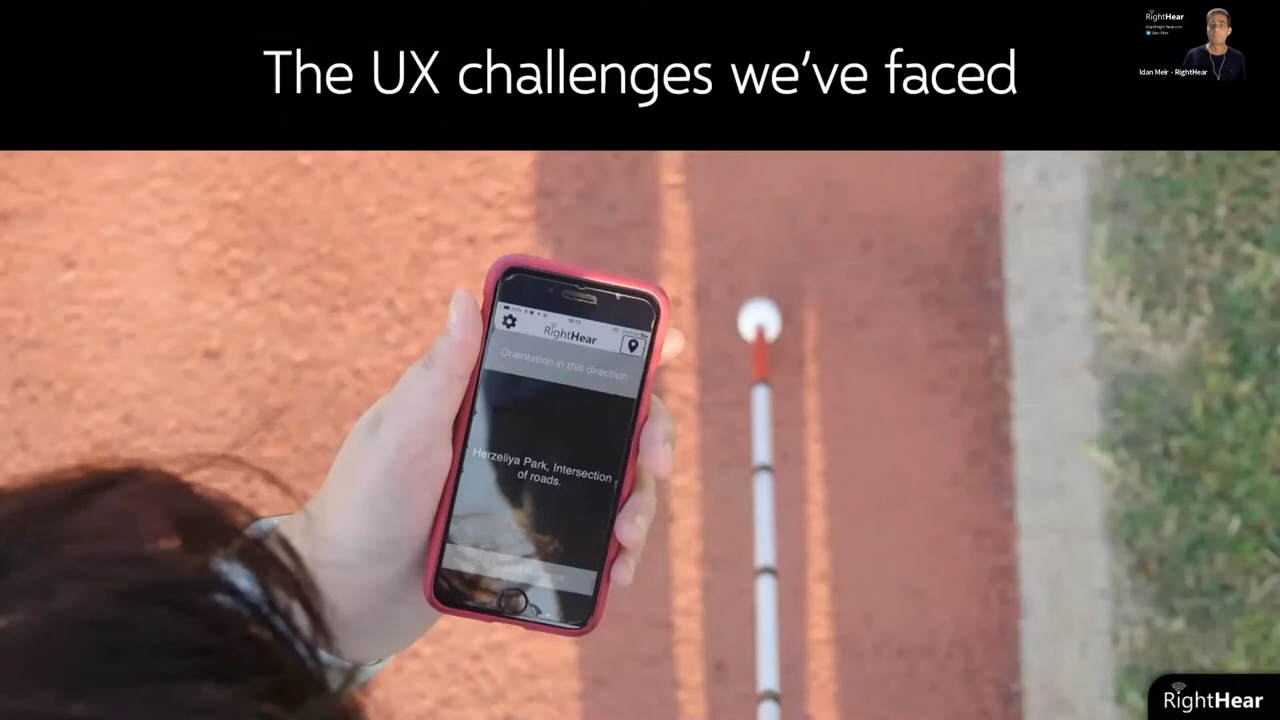 The UX challenges we've faced
RightHear
Idan Meir - RightHear
RightHear
Orientation in this direction
Herzeliya Park, Intersection
of roads.
RightHear